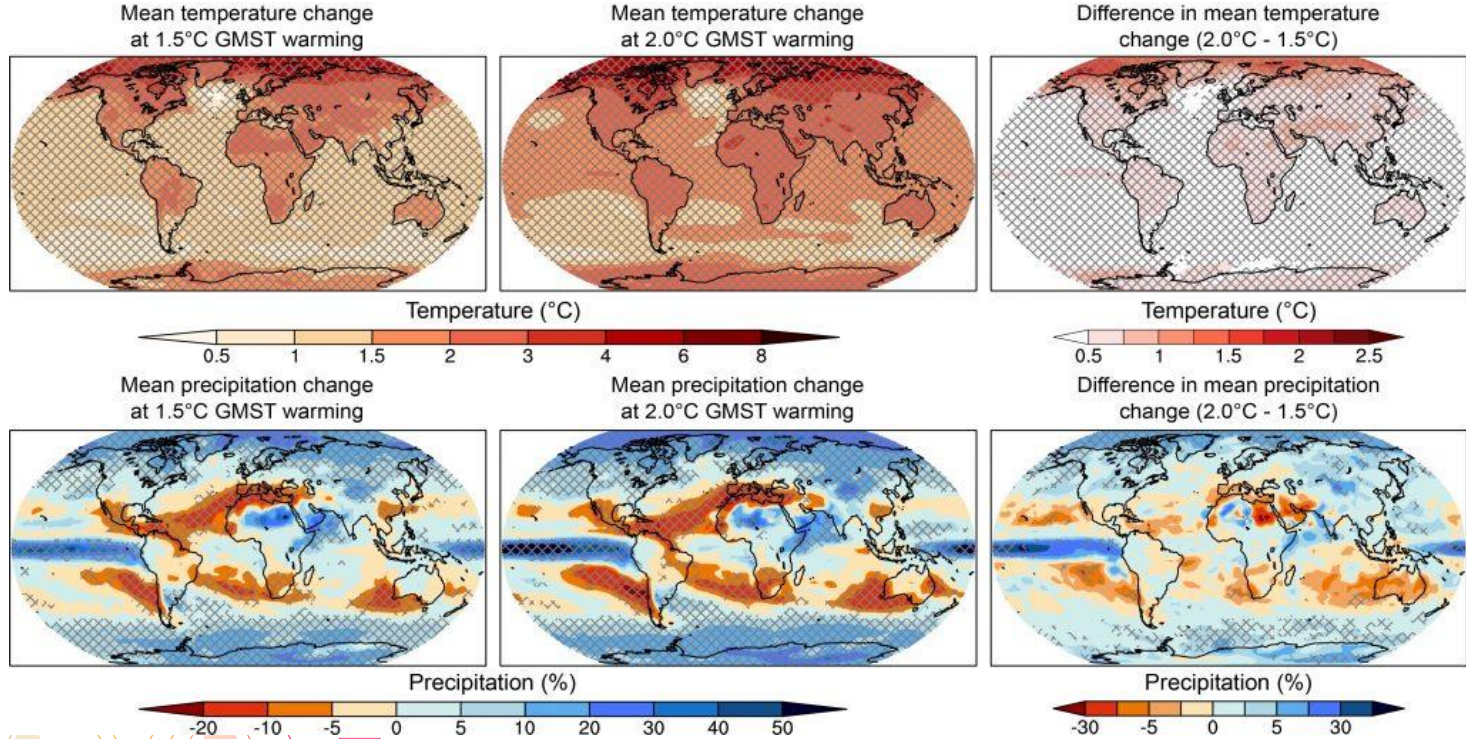 Mean temperature change
at 1.5°C GMST warming
Mean temperature change
at 2.0°C GMST warming
Difference in mean temperature
change (2.0°C - 1.5°C)
Temperature (°C)
0.5 1 1.5 2 3 4 6 8
Temperature (°C)
0.5 1 1.5 2 2.5
Mean precipitation change
at 1.5°C GMST warming
Mean precipitation change
at 2.0°C GMST warming
Difference in mean precipitation
change (2.0°C - 1.5°C)
Precipitation (%)
-20 -10 -5 0 5 10 20 30 40 50
Precipitation (%)
-30 -5 0 5 30